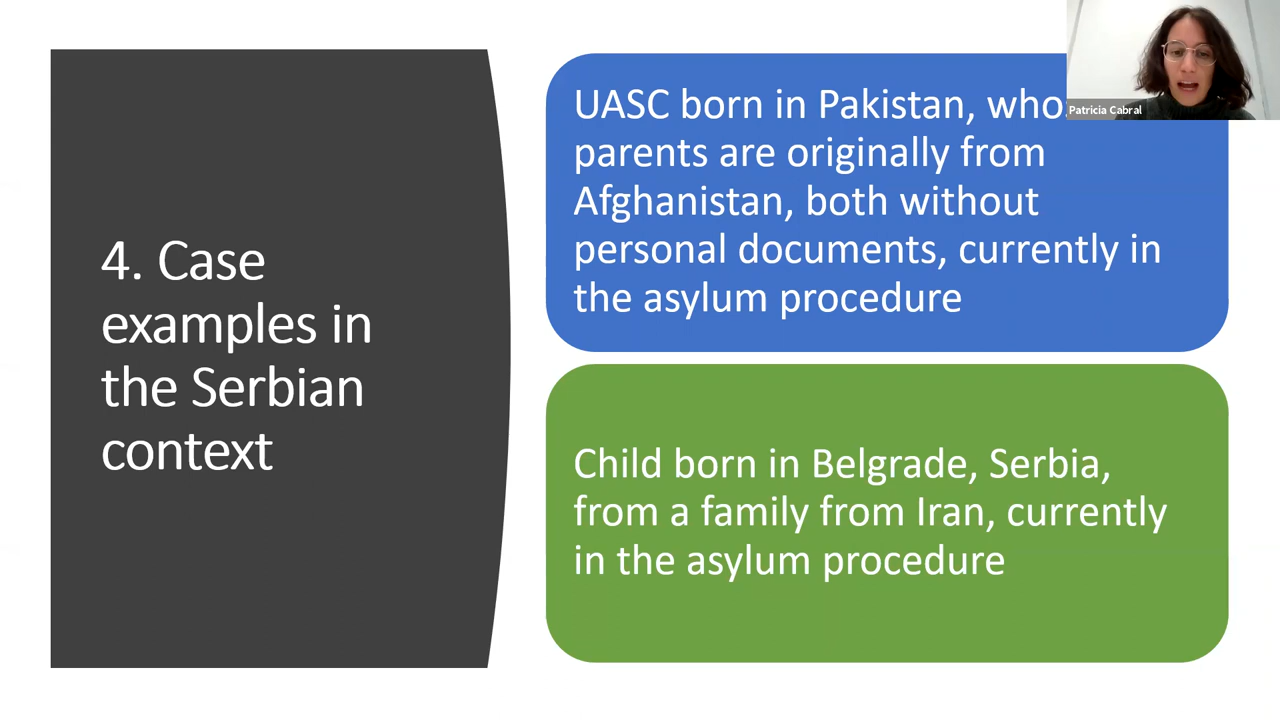 4. Case
examples in
the Serbian
context
UASC born in Pakistan, who
parents are originally from
Afghanistan, both without
personal documents, currently in
the asylum procedure
Child born in Belgrade, Serbia,
from a family from Iran, currently
in the asylum procedure
Patricia Cabral